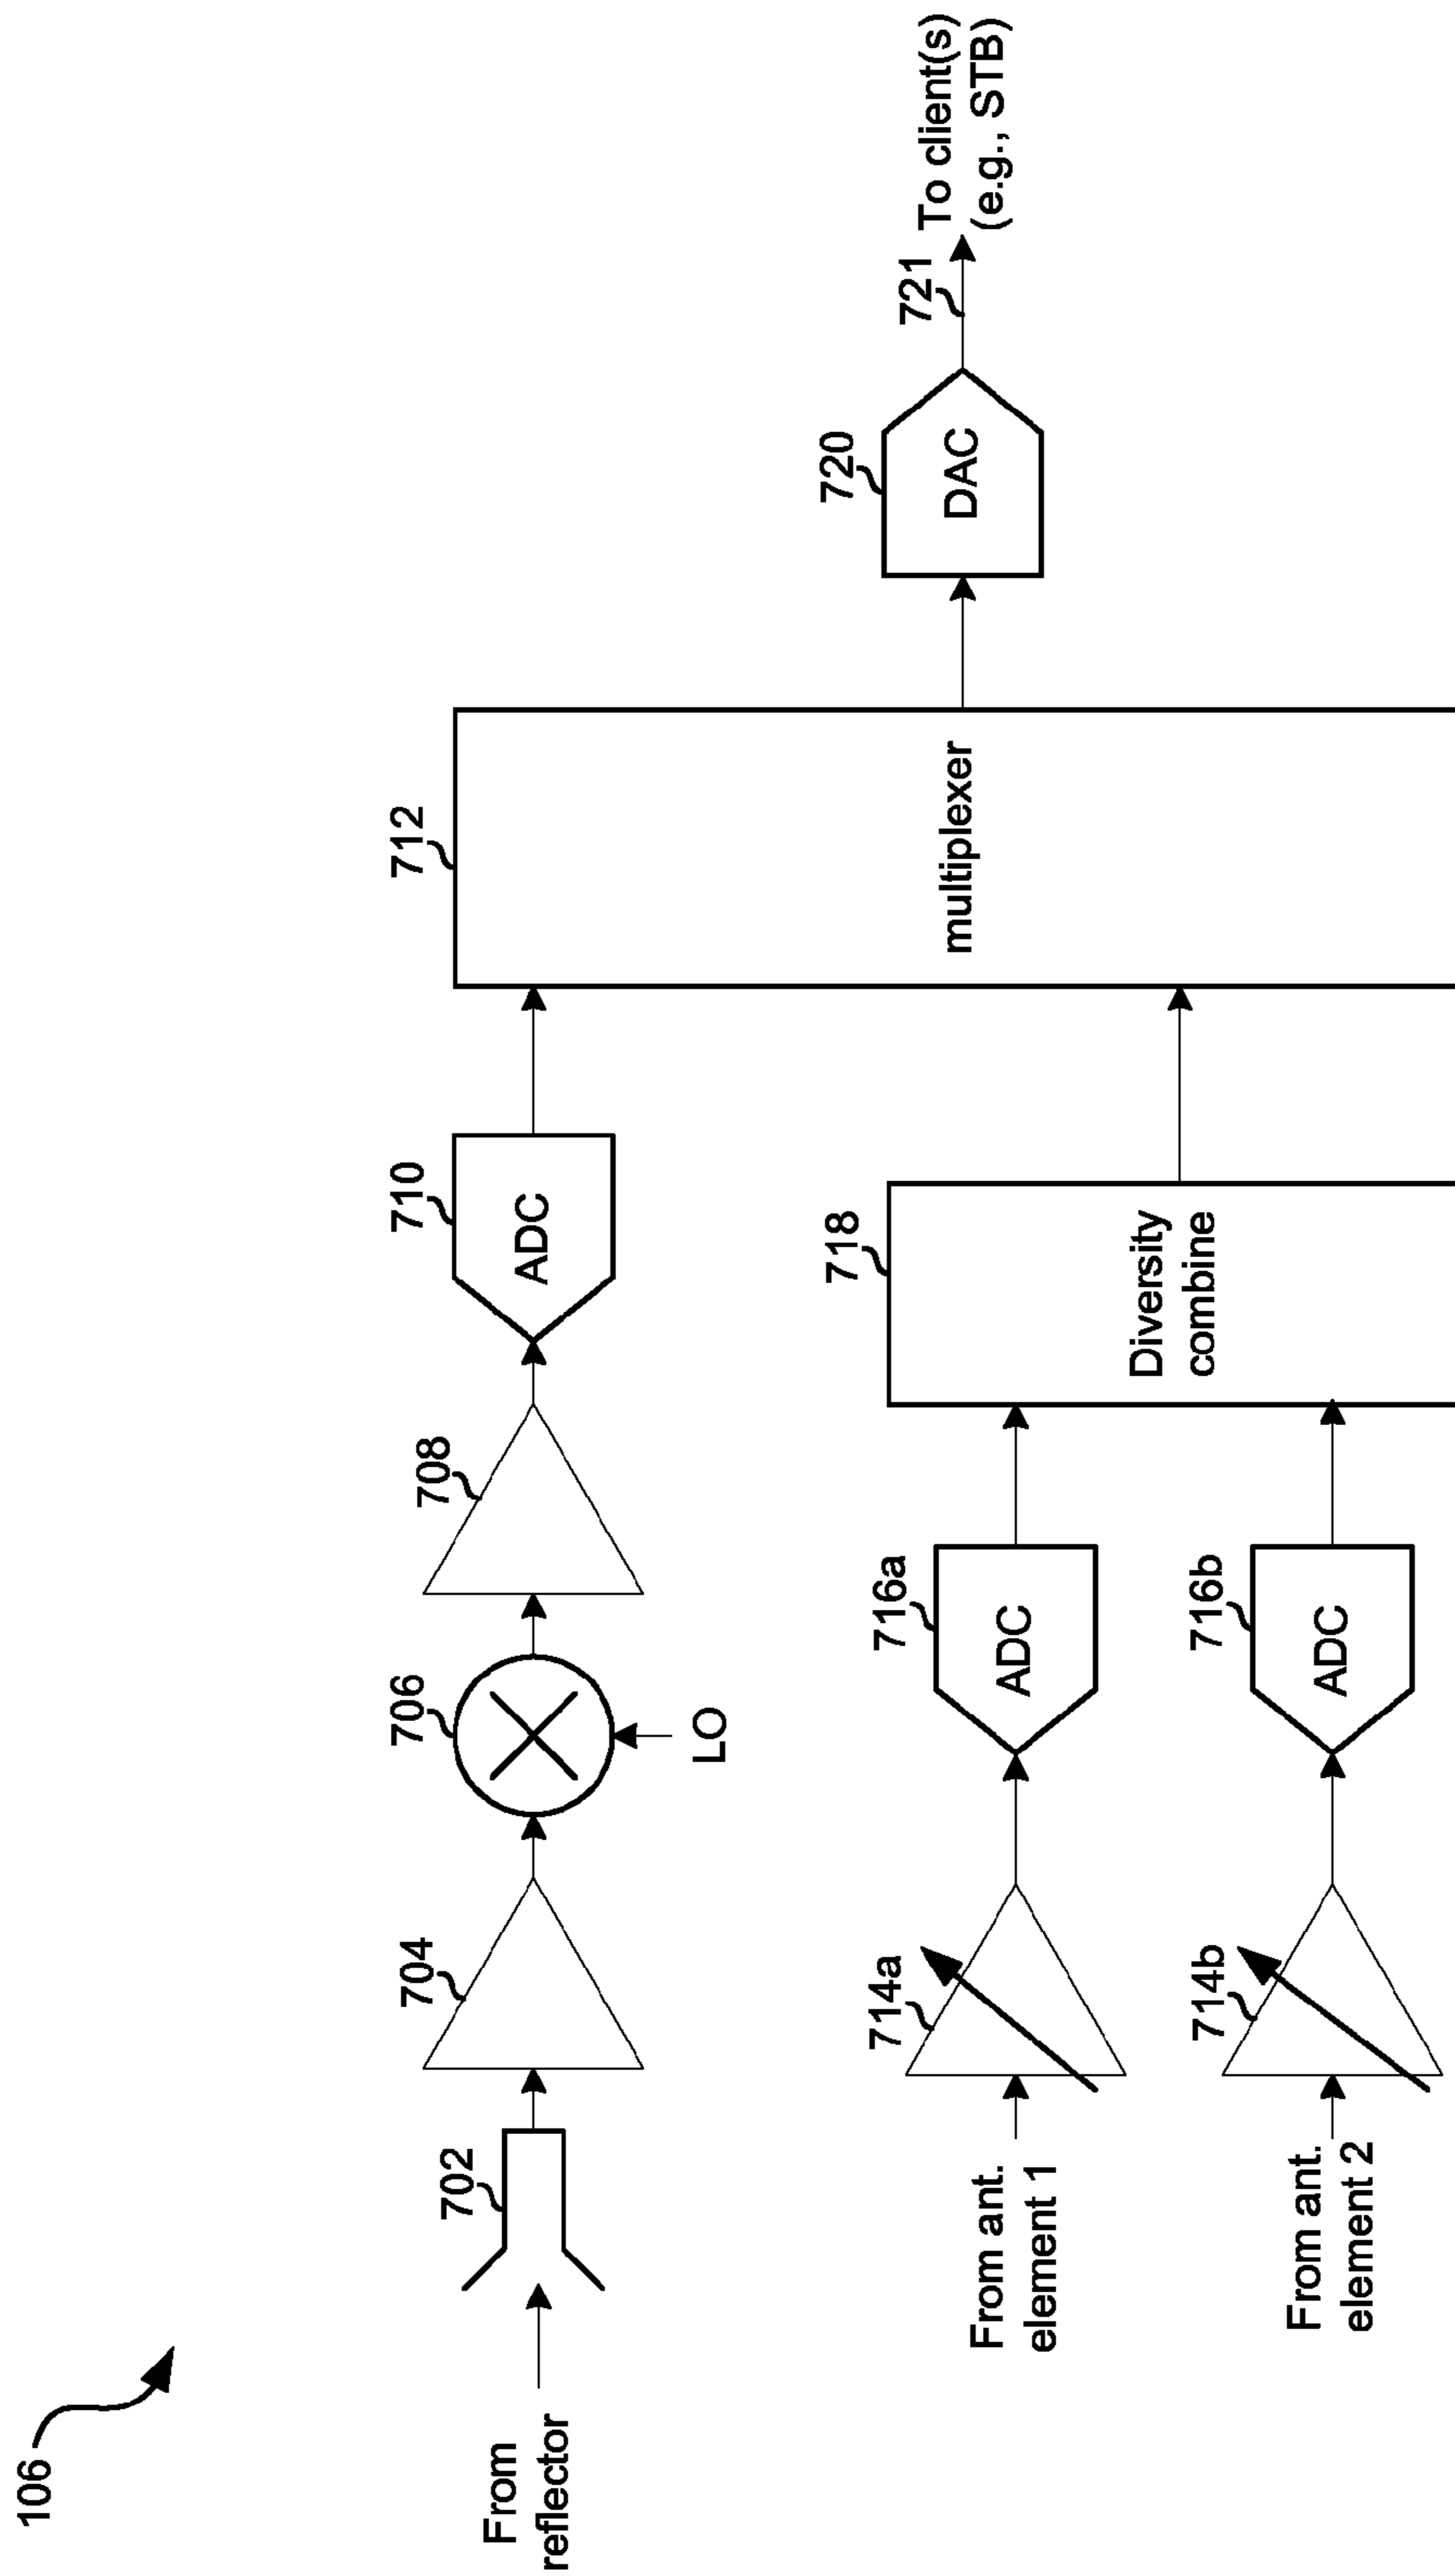 106
From
reflector
702
704
706
LO
708
710
ADC
712
multiplexer
From ant.
element 1
714a
716a
ADC
From ant.
element 2
714b
716b
ADC
718
Diversity
combine
720
DAC
721
To client(s)
(e.g., STB)